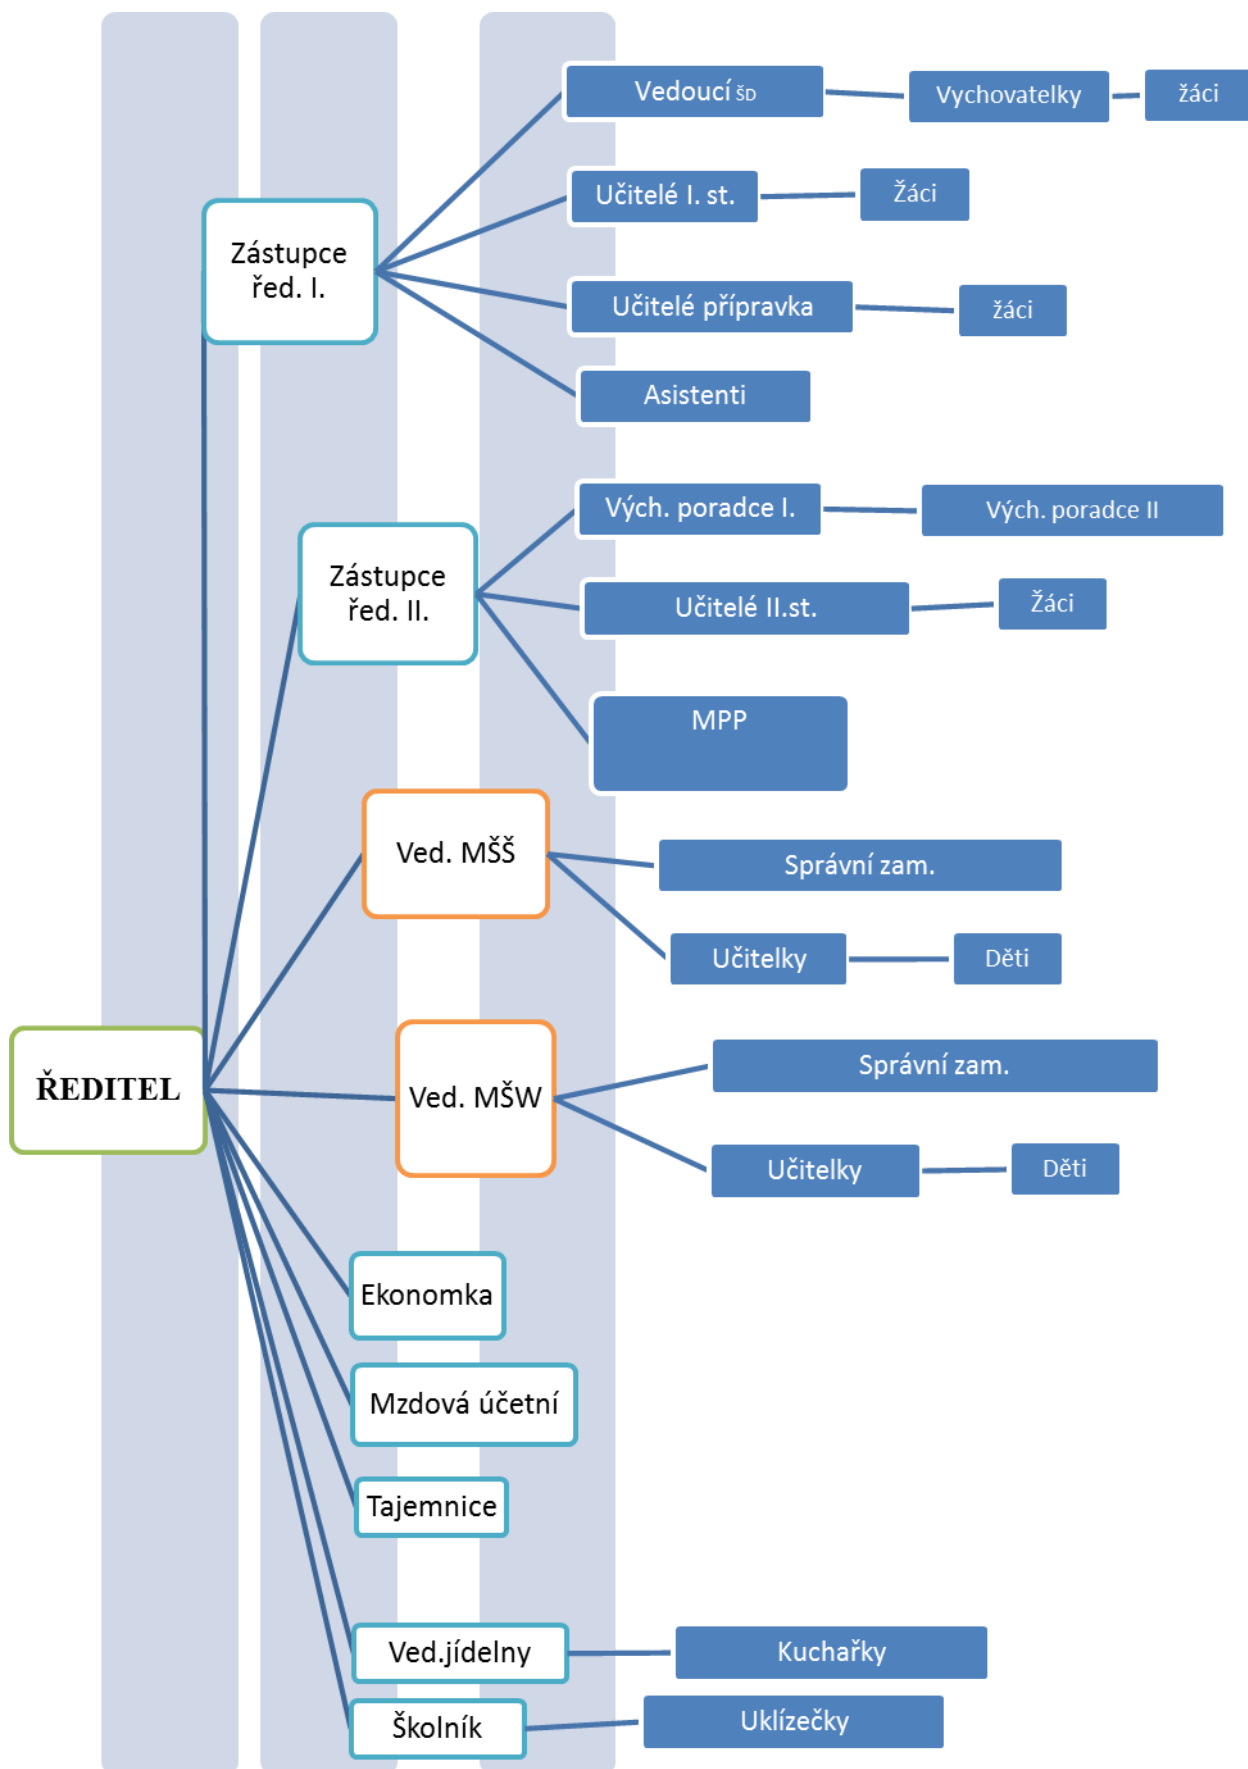 Vedoucí ŠD
Vychovatelky
žáci
Učitelé I. st.
Žáci
Zástupce
řed. I.
Učitelé přípravka
žáci
Asistenti
Vých. poradce I.
Vých. poradce II
Zástupce
řed. II.
Učitelé II.st.
Žáci
MPP
Ved. MŠŠ
Správní zam.
Učitelky
Děti
ŘEDITEL
Ved. MŠW
Správní zam.
Učitelky
Děti
Ekonomka
Mzdová účetní
Tajemnice
Ved.jídelny
Kuchařky
Školník
Uklízečky